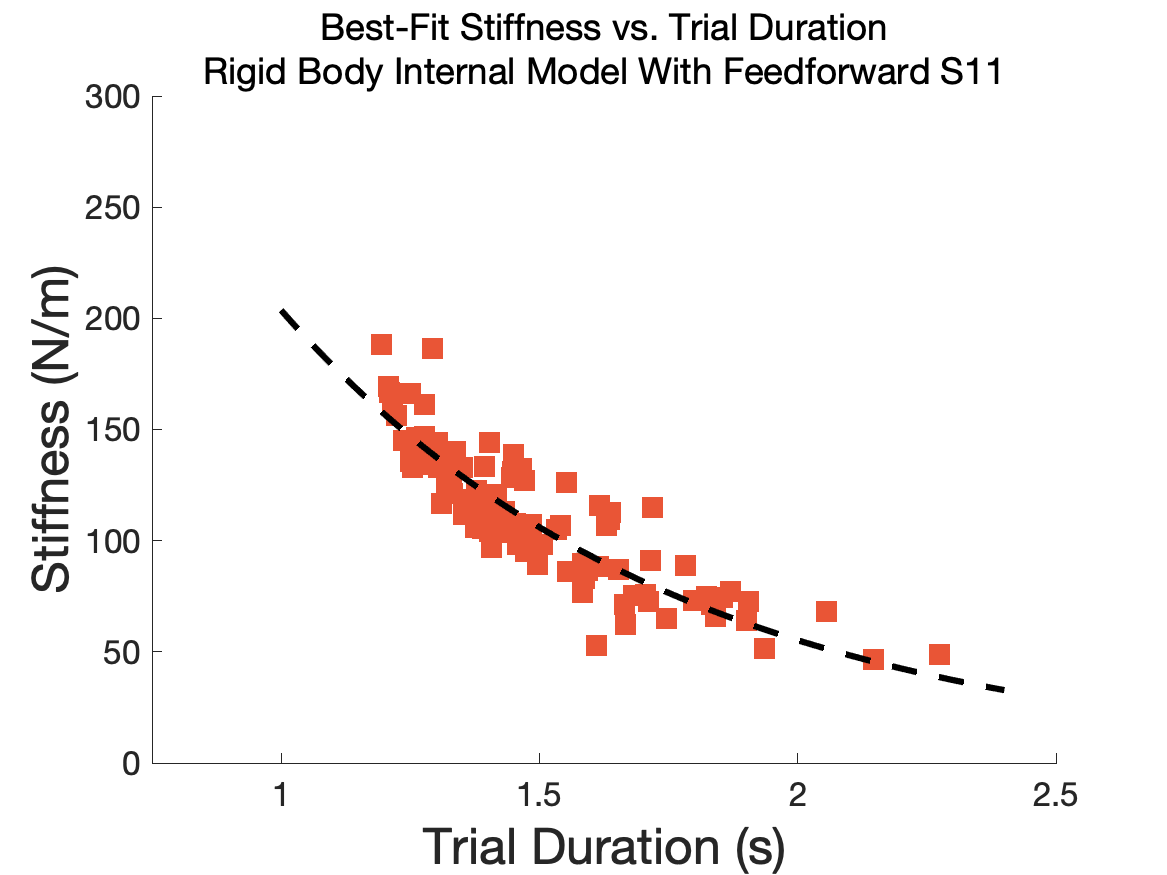 Best-Fit Stiffness vs. Trial Duration
Rigid Body Internal Model With Feedforward S11
300
250
200
150
100
50
0
Stiffness (N/m)
1
1.5
2
2.5
Trial Duration (s)